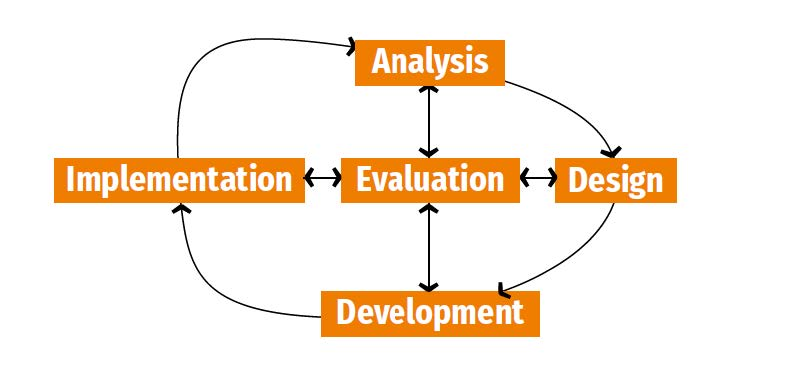 Analysis
Implementation
Evaluation
Design
Development